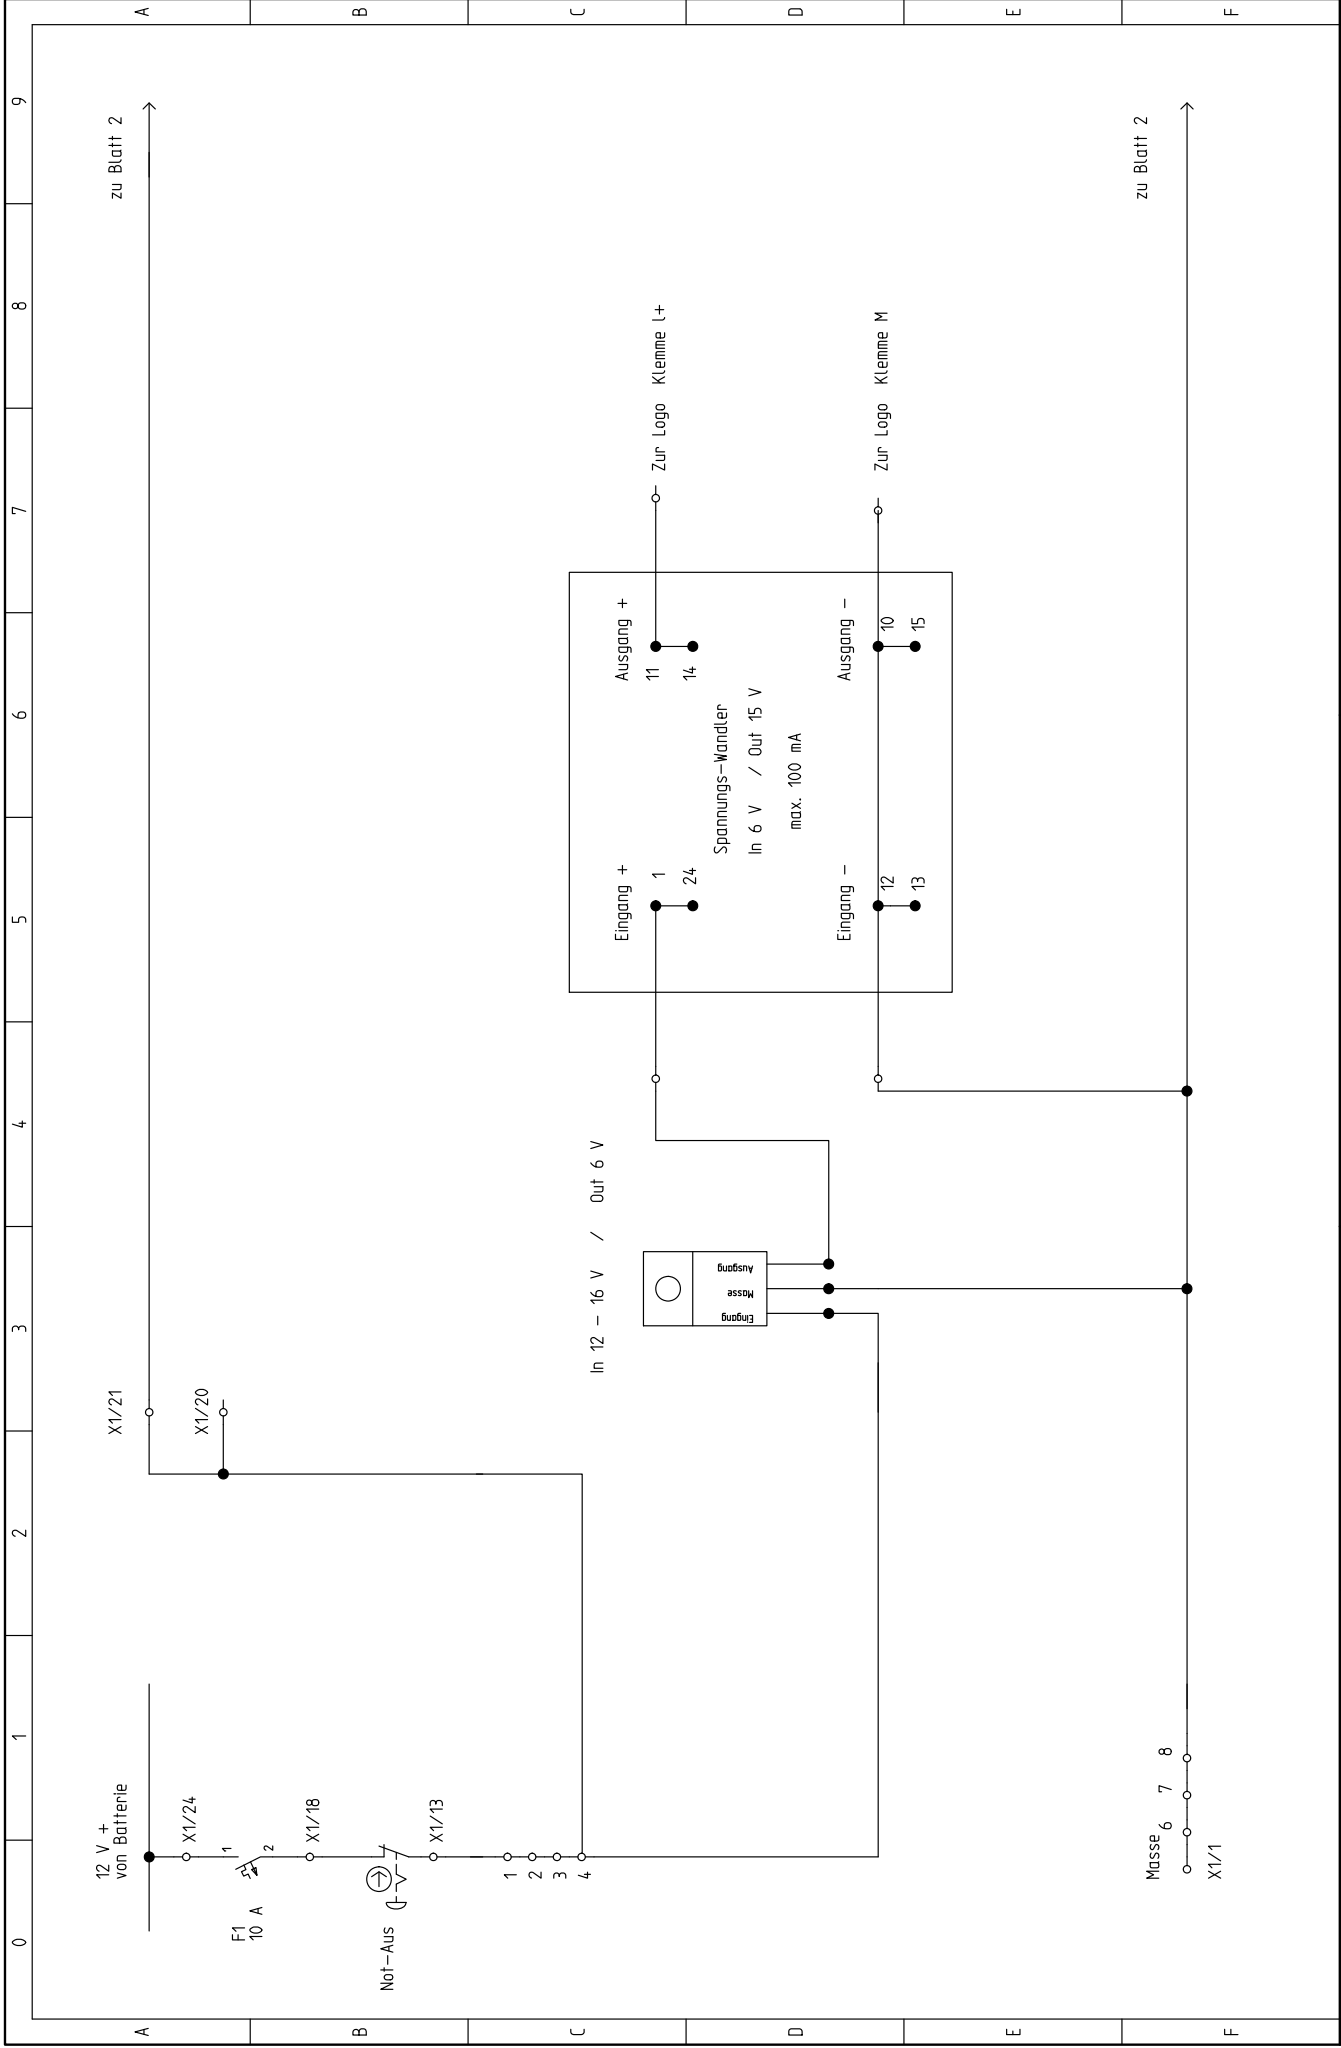 0
1
2
3
4
5
6
7
8
9
A
B
C
D
E
F
A
B
C
D
E
F
12 V +
von Batterie
X1/24
F1
10 A
1
2
X1/18
Not-Aus
X1/13
1
2
3
4
X1/21
X1/20
zu Blatt 2
In 12 - 16 V / Out 6 V
Eingang
Masse
Ausgang
Eingang +
1
24
Ausgang +
11
14
Spannungs-Wandler
In 6 V / Out 15 V
max. 100 mA
Eingang -
12
13
Ausgang -
10
15
Zur Logo Klemme L+
Zur Logo Klemme M
Masse
X1/1
6
7
8
zu Blatt 2